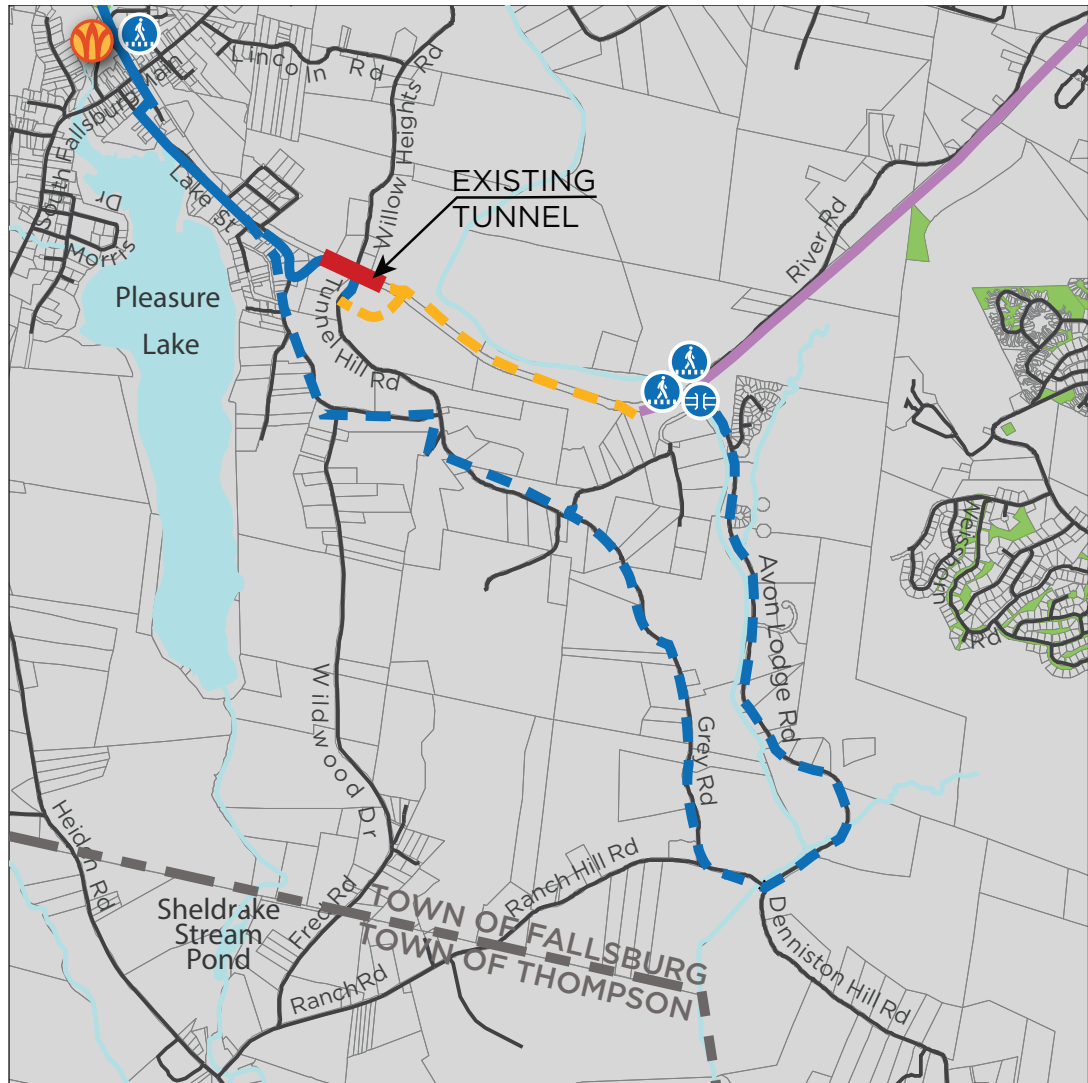 Lincoln Rd
South Fallsburg Main
Willow Heights Rd
EXISTING
TUNNEL
Lake St
Morris Dr
River Rd
Pleasure
Lake
Tunnel Hill Rd
Weisshorn Rd
Avon Lodge Rd
Wildwood Dr
Grey Rd
Heiden Rd
Ranch Hill Rd
Sheldrake
Stream
Pond
Fred Rd
TOWN OF FALLSBURG
TOWN OF THOMPSON
Denniston Hill Rd
Ranch Rd